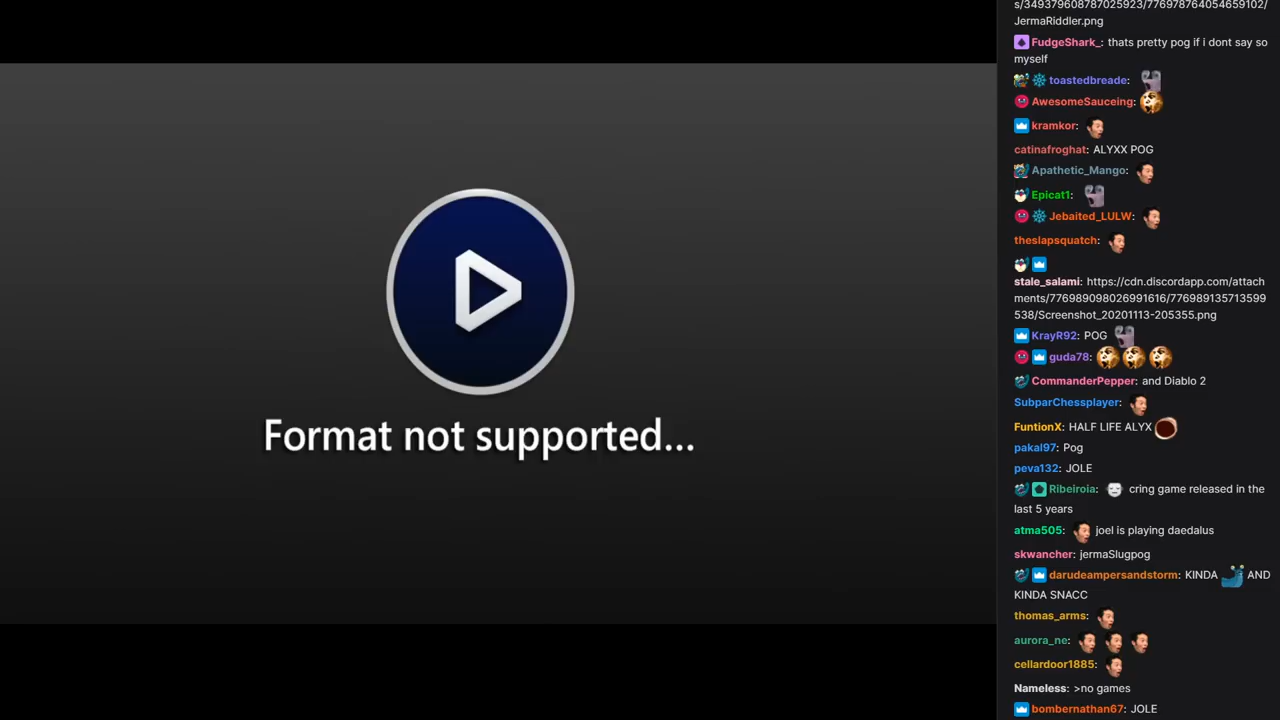 Format not supported...
s/349379608787025923/776978764054659102/
JermaRiddler.png
FudgeShark_: thats pretty pog if i dont say so
myself
toastedbreade:
AwesomeSauceing:
kramkor:
catinafroghat: ALYXX POG
Apathetic_Mango:
Epicat1:
Jebaited_LULW:
theslapsquatch:
stale_salami: https://cdn.discordapp.com/attach
ments/776989098026991616/776989135713599
538/Screenshot_20201113-205355.png
KrayR92: POG
guda78:
CommanderPepper: and Diablo 2
SubparChessplayer:
FuntionX: HALF LIFE ALYX
pakal97: Pog
peva132: JOLE
Ribeiroia: cring game released in the
last 5 years
atma505: joel is playing daedalus
skwancher: jermaSlugpog
darudeampersandstorm: KINDA AND
KINDA SNACC
thomas_arms:
aurora_ne:
cellardoor1885:
Nameless: >no games
bombernathan67: JOLE